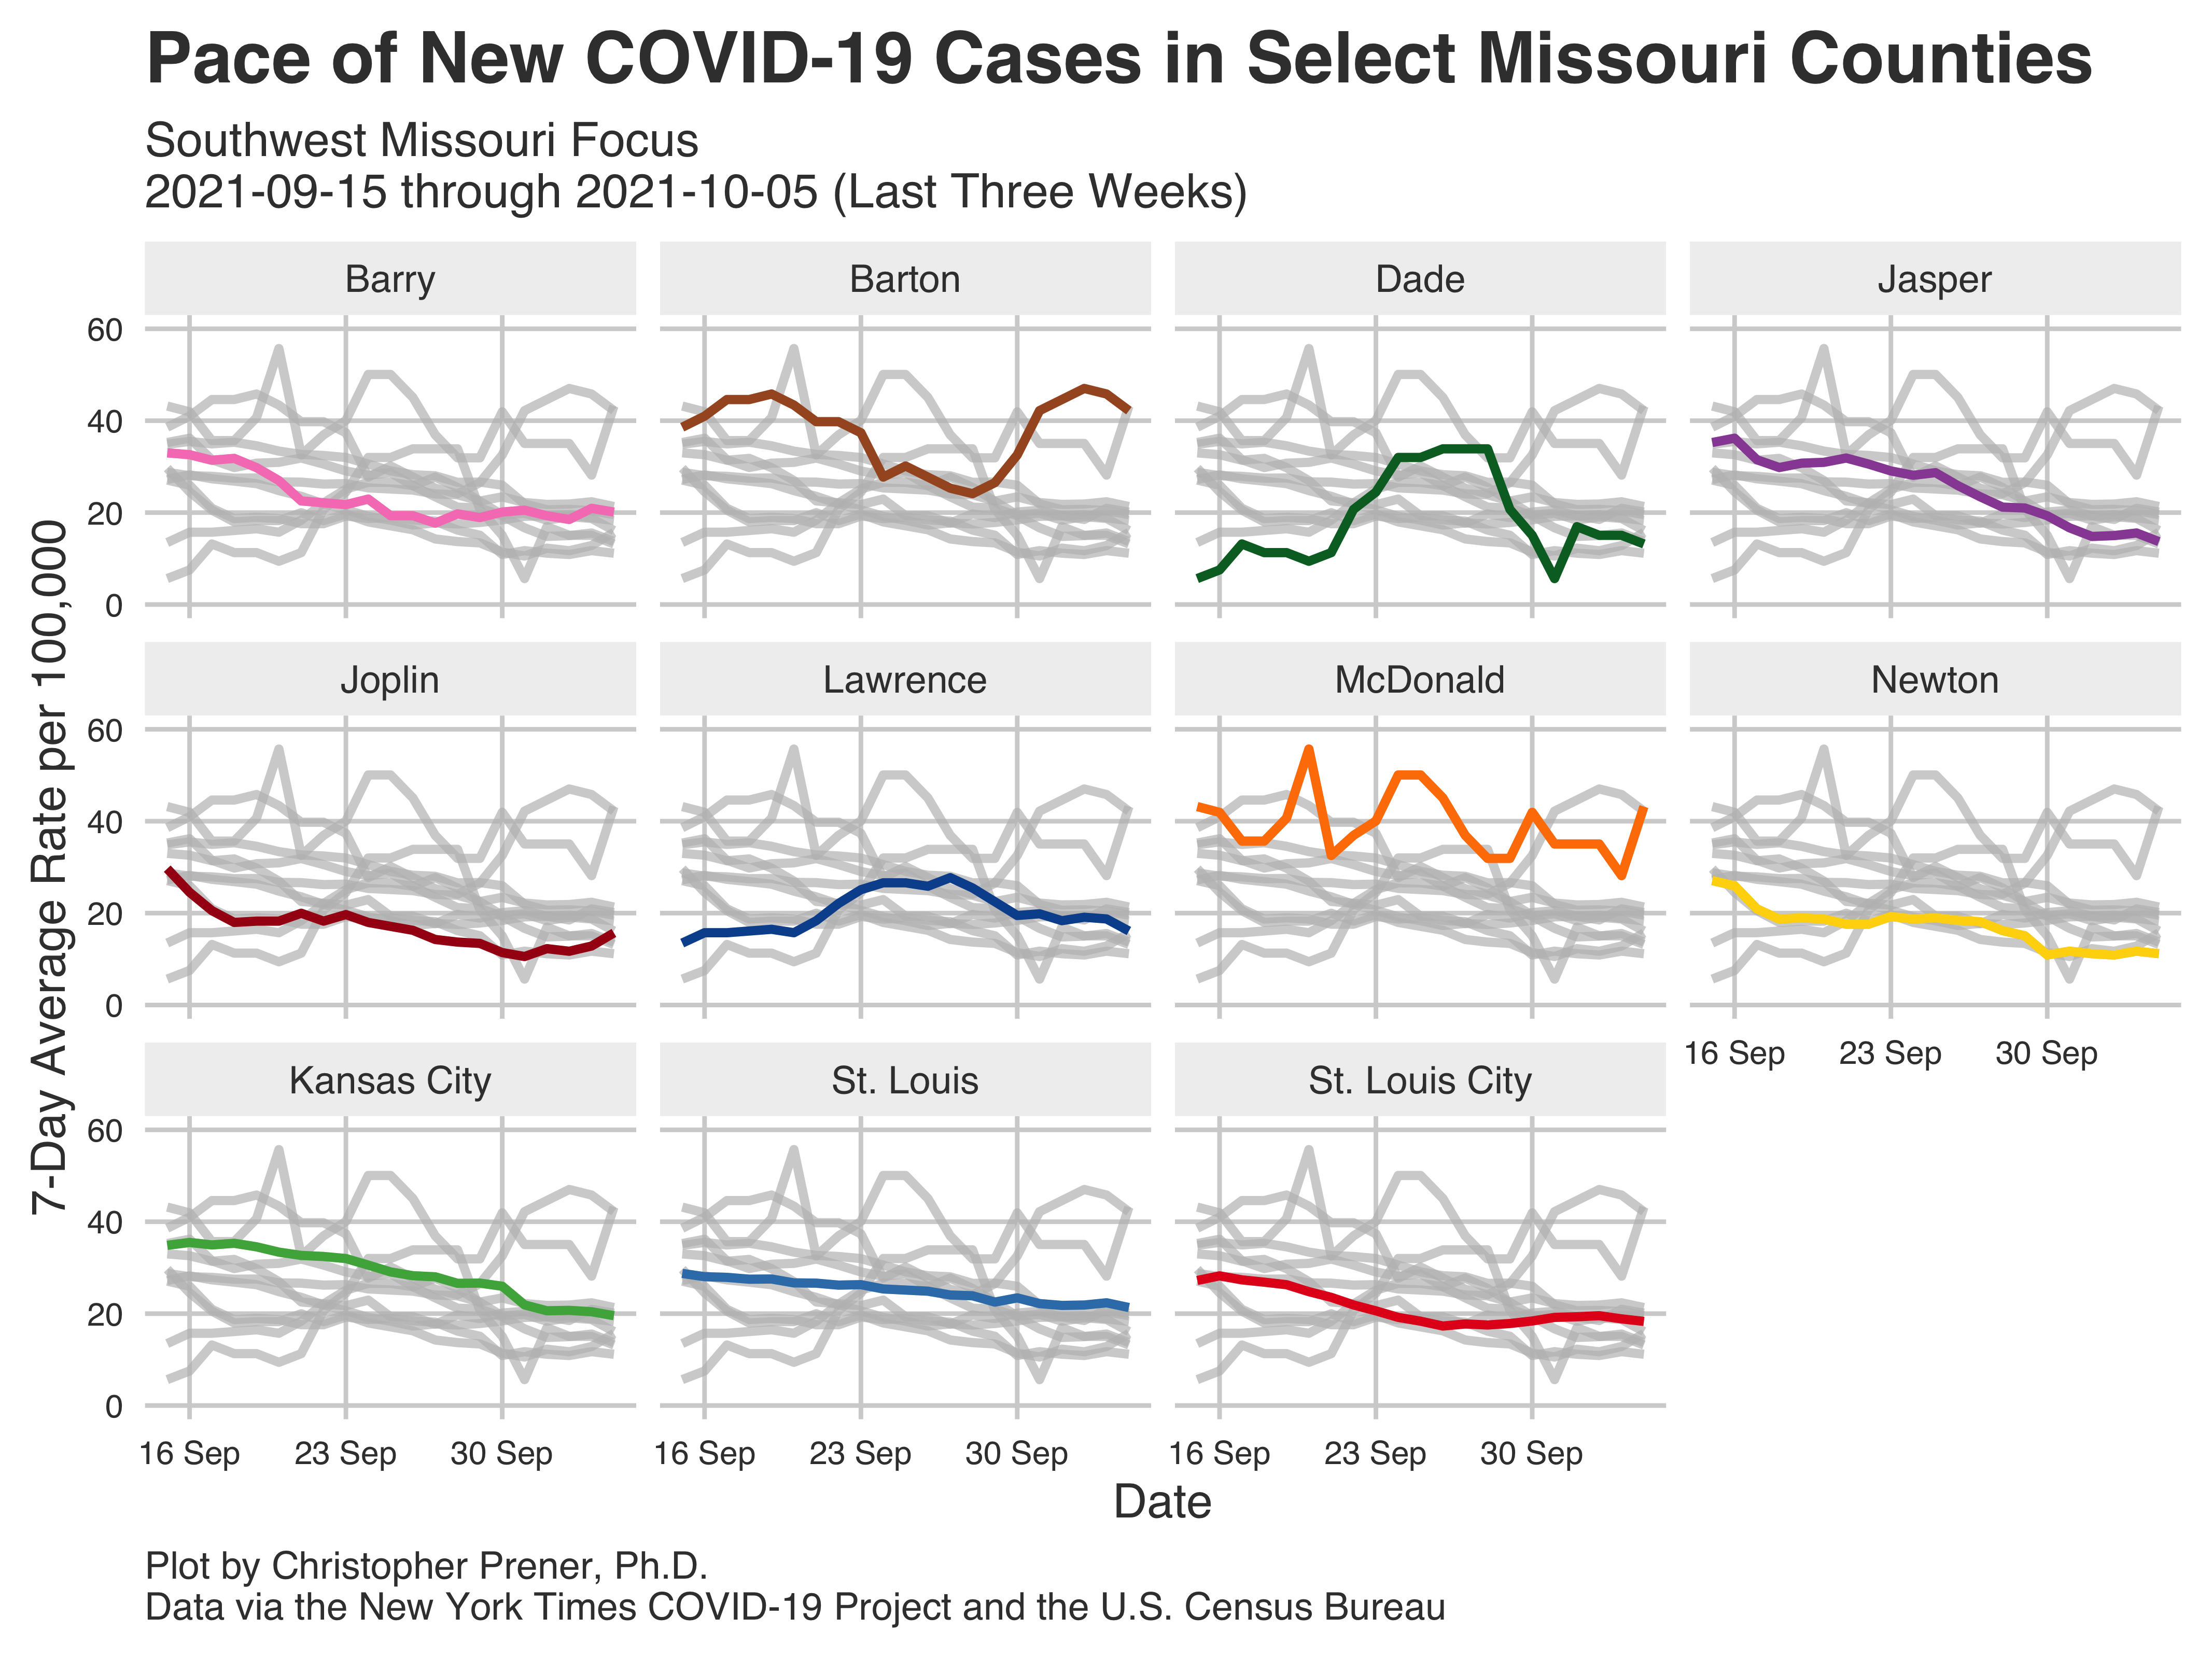 Pace of New COVID-19 Cases in Select Missouri Counties
Southwest Missouri Focus
2021-09-15 through 2021-10-05 (Last Three Weeks)
7-Day Average Rate per 100,000
Barry
Barton
Dade
Jasper
60
40
20
0
Joplin
Lawrence
McDonald
Newton
60
40
20
0
16 Sep
23 Sep
30 Sep
Kansas City
St. Louis
St. Louis City
60
40
20
0
16 Sep
23 Sep
30 Sep
16 Sep
23 Sep
30 Sep
16 Sep
23 Sep
30 Sep
Date
Plot by Christopher Prener, Ph.D.
Data via the New York Times COVID-19 Project and the U.S. Census Bureau